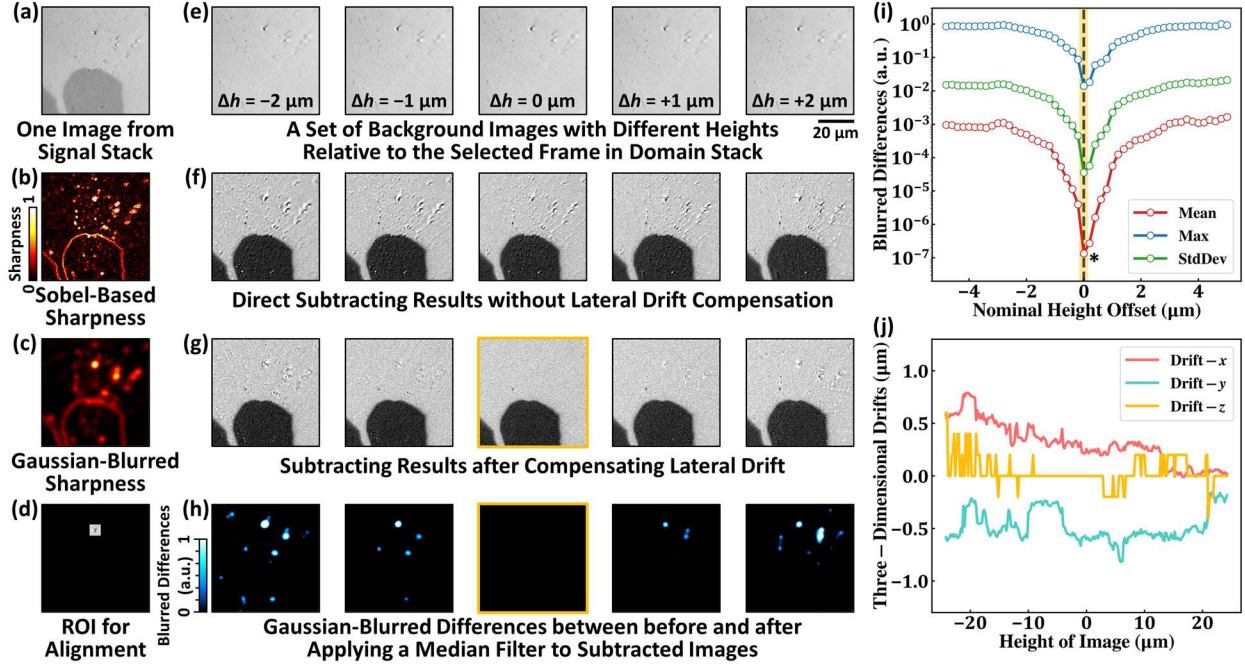 (a)
One Image from
Signal Stack
(b)
Sharpness
0
1
Sobel-Based
Sharpness
(c)
Gaussian-Blurred
Sharpness
(d)
ROI for
Alignment
(e)
Δh = −2 μm
Δh = −1 μm
Δh = 0 μm
Δh = +1 μm
Δh = +2 μm
20 μm
A Set of Background Images with Different Heights
Relative to the Selected Frame in Domain Stack
(f)
Direct Subtracting Results without Lateral Drift Compensation
(g)
Subtracting Results after Compensating Lateral Drift
(h)
Blurred Differences
(a.u.)
0
1
Gaussian-Blurred Differences between before and after
Applying a Median Filter to Subtracted Images
(i)
Blurred Differences (a.u.)
10⁰
10⁻¹
10⁻²
10⁻³
10⁻⁴
10⁻⁵
10⁻⁶
10⁻⁷
*
Mean
Max
StdDev
−4 −2 0 2 4
Nominal Height Offset (μm)
(j)
Three−Dimensional Drifts (μm)
1.0
0.5
0.0
−0.5
−1.0
Drift−x
Drift−y
Drift−z
−20 −10 0 10 20
Height of Image (μm)